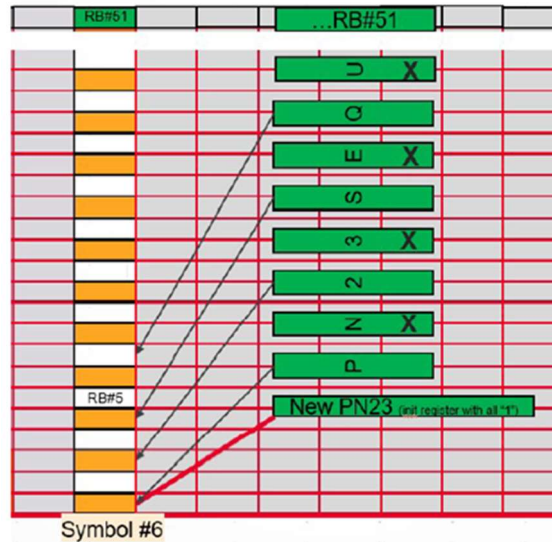 RB#51
...RB#51
U X
Q
E X
S
3 X
2
N X
P
RB#5
New PN23 (init register with all "1")
Symbol #6